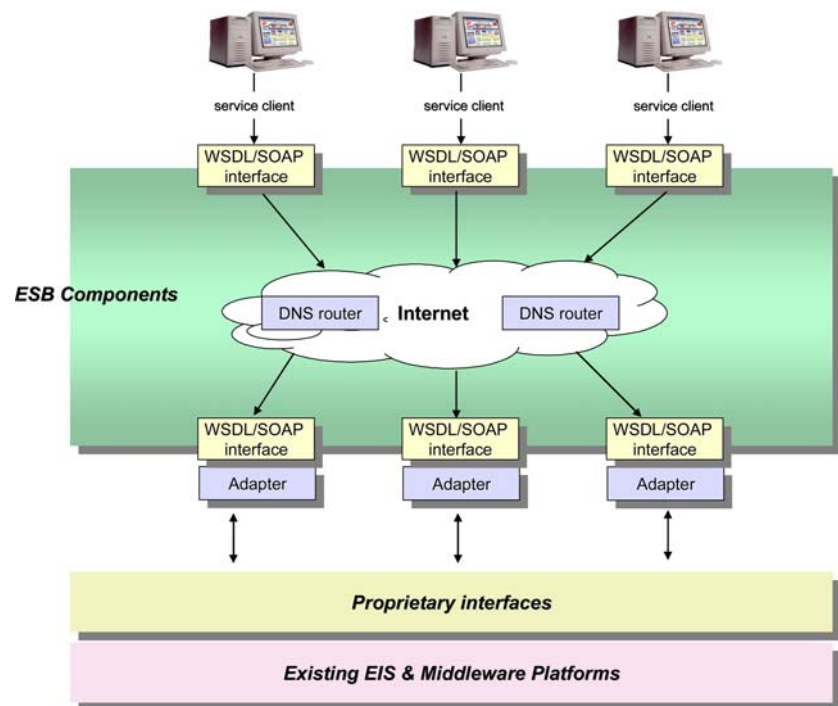 service client
service client
service client
WSDL/SOAP
interface
WSDL/SOAP
interface
WSDL/SOAP
interface
ESB Components
DNS router
Internet
DNS router
WSDL/SOAP
interface
WSDL/SOAP
interface
WSDL/SOAP
interface
Adapter
Adapter
Adapter
Proprietary interfaces
Existing EIS & Middleware Platforms